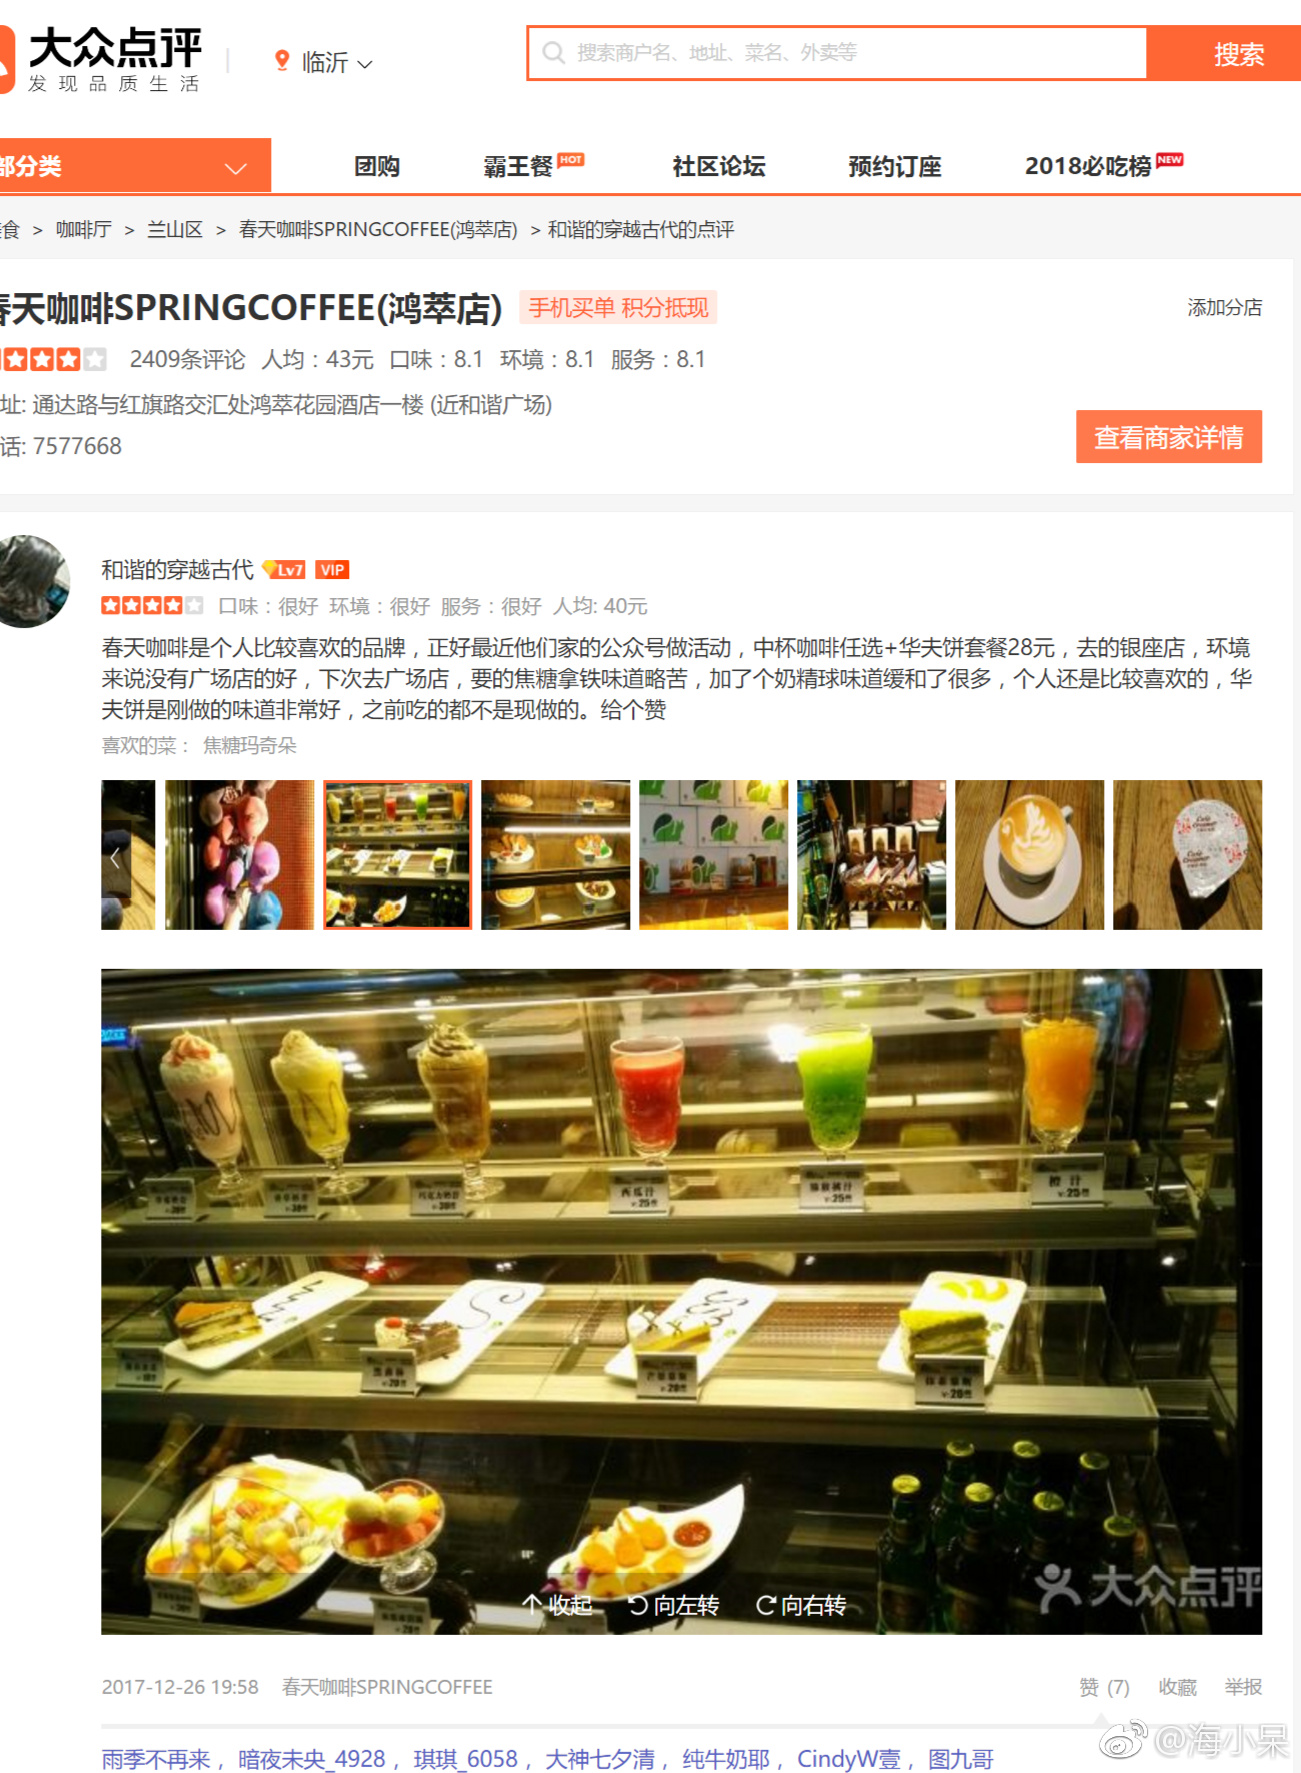 大众点评
发现品质生活
临沂
搜索商户名、地址、菜名、外卖等
搜索
部分类
团购
霸王餐 HOT
社区论坛
预约订座
2018必吃榜 NEW
食 > 咖啡厅 > 兰山区 > 春天咖啡SPRINGCOFFEE(鸿萃店) > 和谐的穿越古代的点评
春天咖啡SPRINGCOFFEE(鸿萃店) 手机买单 积分抵现
添加分店
2409条评论 人均：43元 口味：8.1 环境：8.1 服务：8.1
址: 通达路与红旗路交汇处鸿萃花园酒店一楼 (近和谐广场)
查看商家详情
话: 7577668
和谐的穿越古代 Lv7 VIP
口味：很好 环境：很好 服务：很好 人均: 40元
春天咖啡是个人比较喜欢的品牌，正好最近他们家的公众号做活动，中杯咖啡任选+华夫饼套餐28元，去的银座店，环境
来说没有广场店的好，下次去广场店，要的焦糖拿铁味道略苦，加了个奶精球味道缓和了很多，个人还是比较喜欢的，华
夫饼是刚做的味道非常好，之前吃的都不是现做的。给个赞
喜欢的菜： 焦糖玛奇朵
西瓜汁
¥:25
¥:25
橙汁
¥:25
¥:20
¥:20
¥:20
大众点评
收起 向左转 向右转
2017-12-26 19:58 春天咖啡SPRINGCOFFEE
赞 (7) 收藏 举报
@海小呆
雨季不再来， 暗夜未央_4928， 琪琪_6058， 大神七夕清， 纯牛奶耶， CindyW壹， 图九哥